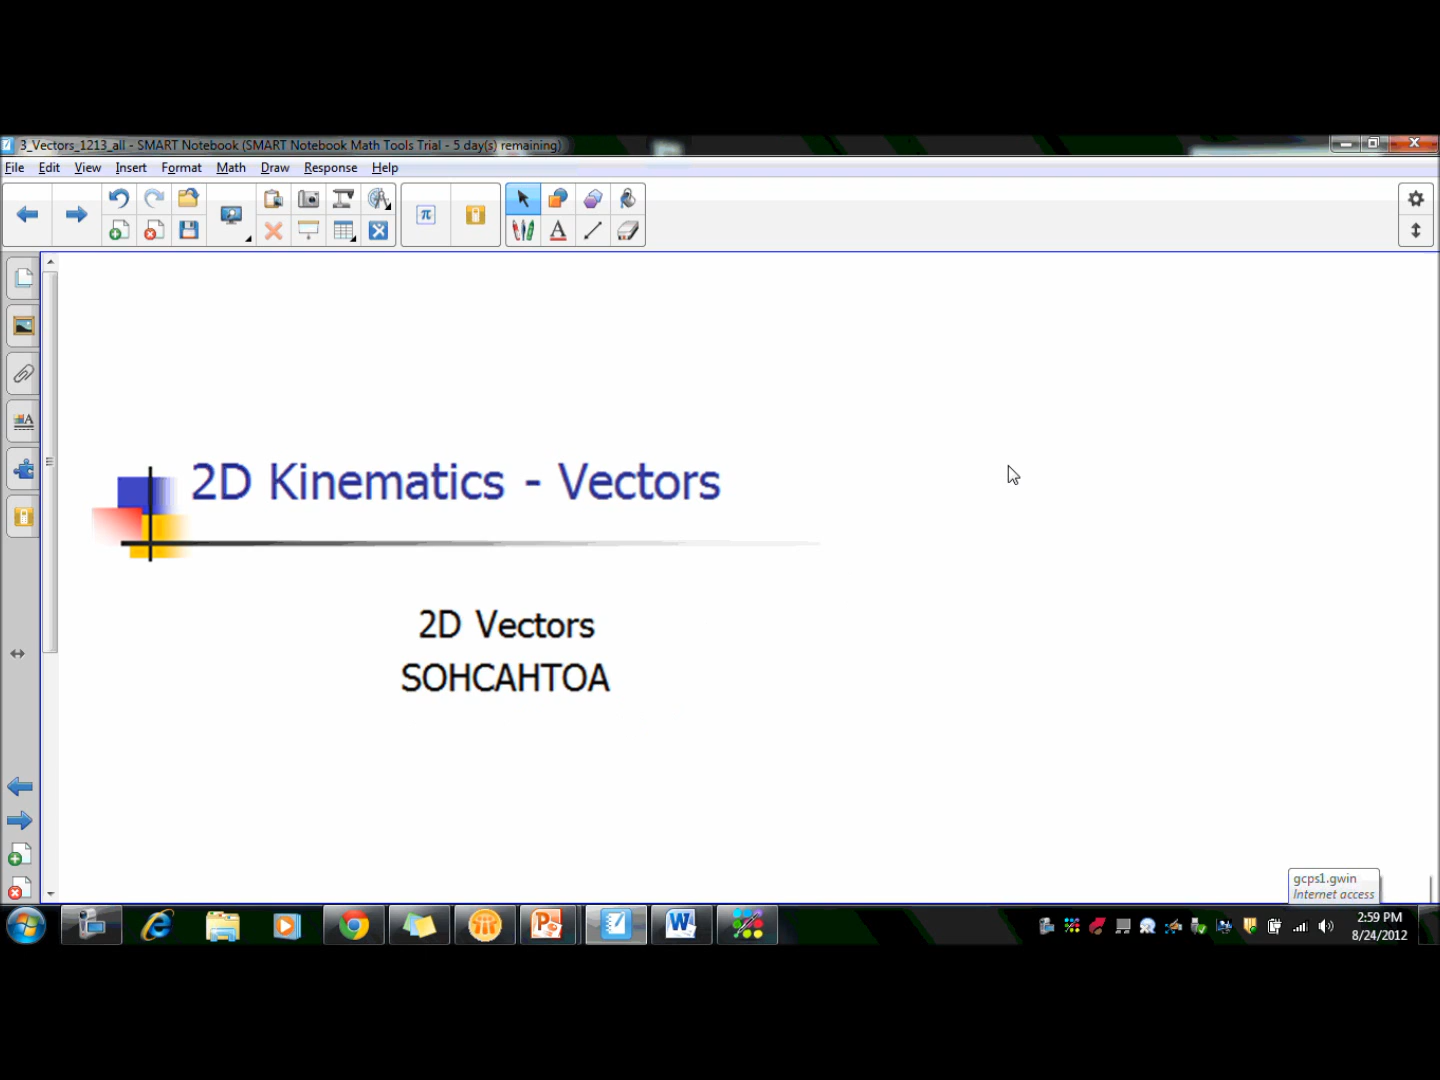 3_Vectors_1213_all - SMART Notebook (SMART Notebook Math Tools Trial - 5 day(s) remaining)
File Edit View Insert Format Math Draw Response Help
2D Kinematics - Vectors
2D Vectors
SOHCAHTOA
gcps1.gwin
Internet access
2:59 PM
8/24/2012